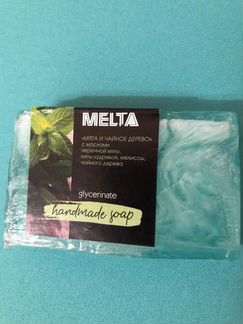 MELTA
«МЯТА И ЧАЙНОЕ ДЕРЕВО»
с маслами
перечной мяты,
мяты кудрявой, мелиссы,
чайного дерева
glycerinate
handmade soap